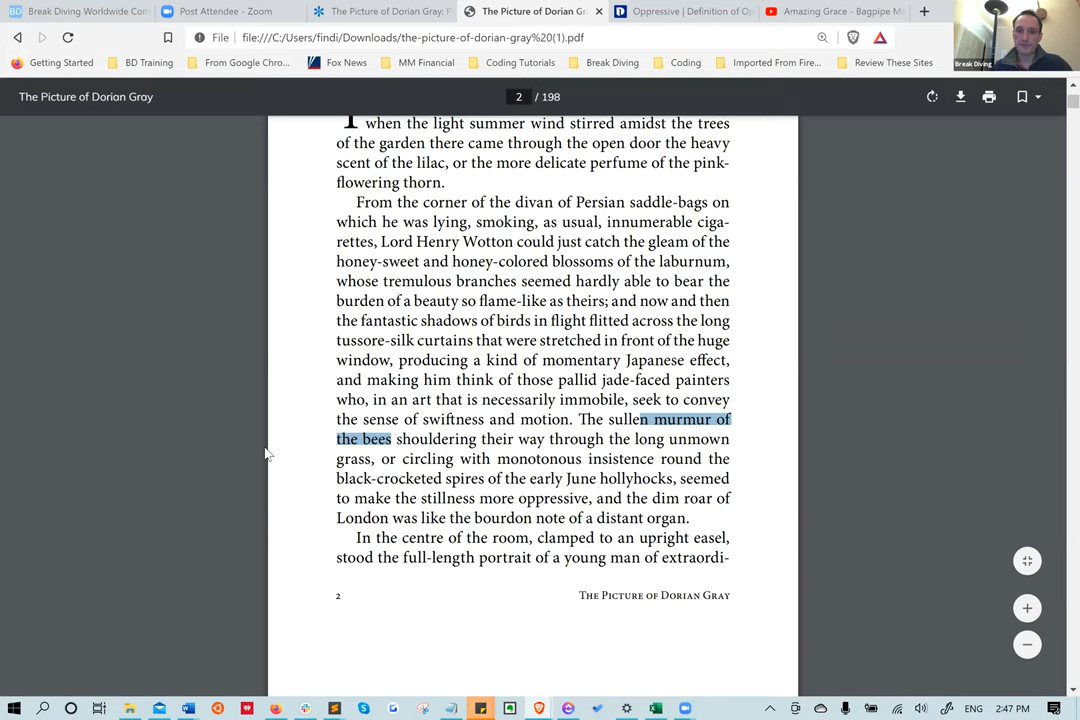 Break Diving Worldwide Com
Post Attendee - Zoom
The Picture of Dorian Gray: P
The Picture of Dorian Gr
Oppressive | Definition of Op
Amazing Grace - Bagpipe Ma
File
file:///C:/Users/findi/Downloads/the-picture-of-dorian-gray%20(1).pdf
Getting Started
BD Training
From Google Chro...
Fox News
MM Financial
Coding Tutorials
Break Diving
Coding
Imported From Fire...
Review These Sites
Break Diving
The Picture of Dorian Gray
2 / 198
when the light summer wind stirred amidst the trees
of the garden there came through the open door the heavy
scent of the lilac, or the more delicate perfume of the pink-
flowering thorn.
From the corner of the divan of Persian saddle-bags on
which he was lying, smoking, as usual, innumerable ciga-
rettes, Lord Henry Wotton could just catch the gleam of the
honey-sweet and honey-colored blossoms of the laburnum,
whose tremulous branches seemed hardly able to bear the
burden of a beauty so flame-like as theirs; and now and then
the fantastic shadows of birds in flight flitted across the long
tussore-silk curtains that were stretched in front of the huge
window, producing a kind of momentary Japanese effect,
and making him think of those pallid jade-faced painters
who, in an art that is necessarily immobile, seek to convey
the sense of swiftness and motion. The sullen murmur of
the bees shouldering their way through the long unmown
grass, or circling with monotonous insistence round the
black-crocketed spires of the early June hollyhocks, seemed
to make the stillness more oppressive, and the dim roar of
London was like the bourdon note of a distant organ.
In the centre of the room, clamped to an upright easel,
stood the full-length portrait of a young man of extraordi-
2
The Picture of Dorian Gray
ENG
2:47 PM